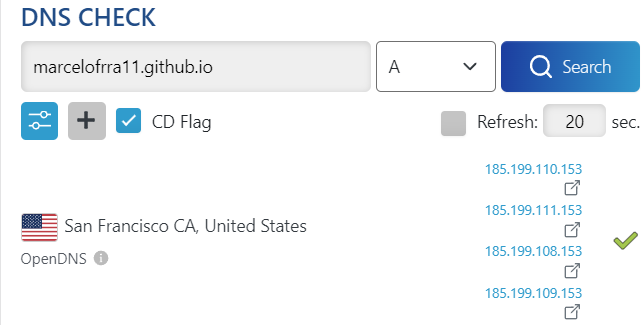 DNS CHECK
marcelofrra11.github.io A Search
CD Flag Refresh: 20 sec.
185.199.110.153
185.199.111.153
San Francisco CA, United States
185.199.108.153
OpenDNS
185.199.109.153